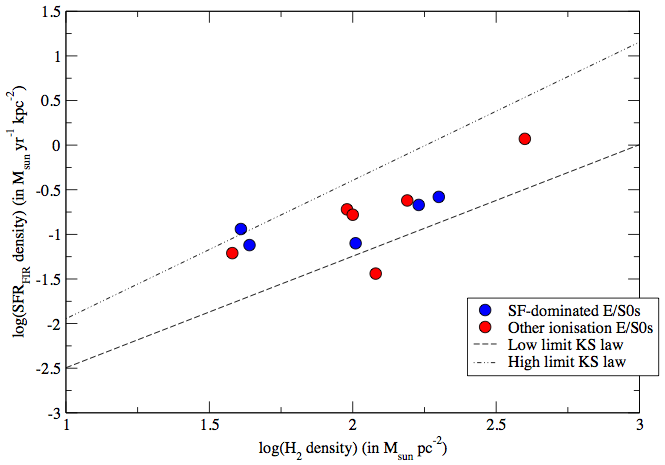 1.5
1
0.5
0
-0.5
-1
-1.5
-2
-2.5
-3
log(SFR_FIR density) (in M_sun yr^-1 kpc^-2)
SF-dominated E/S0s
Other ionisation E/S0s
Low limit KS law
High limit KS law
1 1.5 2 2.5 3
log(H_2 density) (in M_sun pc^-2)